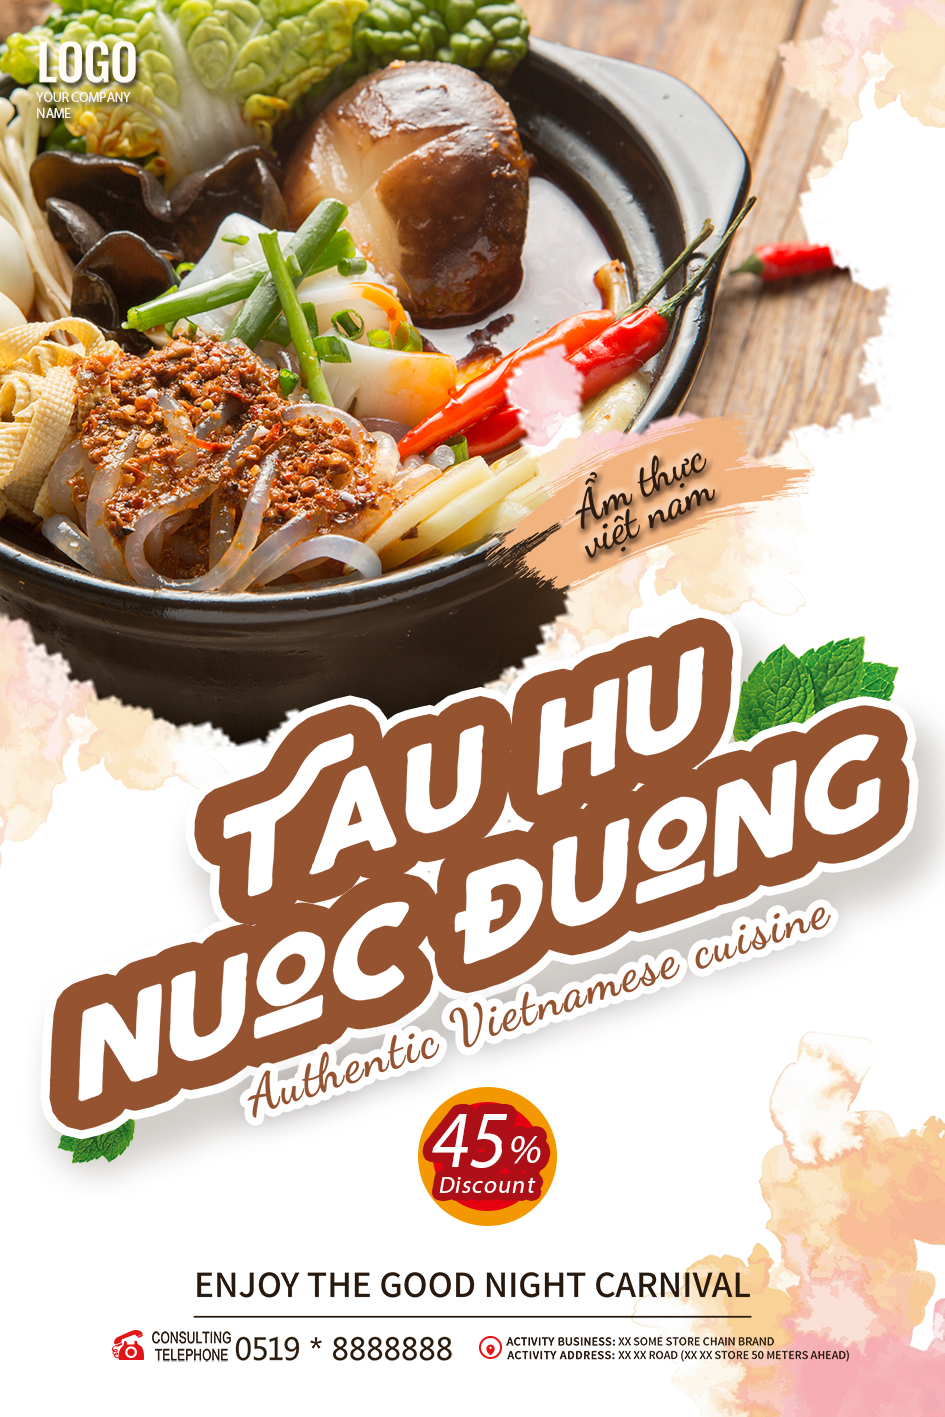 LOGO
YOUR COMPANY
NAME
Ẩm thực
việt nam
TAU HU
NUOC ĐUONG
Authentic Vietnamese cuisine
45%
Discount
ENJOY THE GOOD NIGHT CARNIVAL
CONSULTING
TELEPHONE
0519 * 8888888
ACTIVITY BUSINESS: XX SOME STORE CHAIN BRAND
ACTIVITY ADDRESS: XX XX ROAD (XX XX STORE 50 METERS AHEAD)